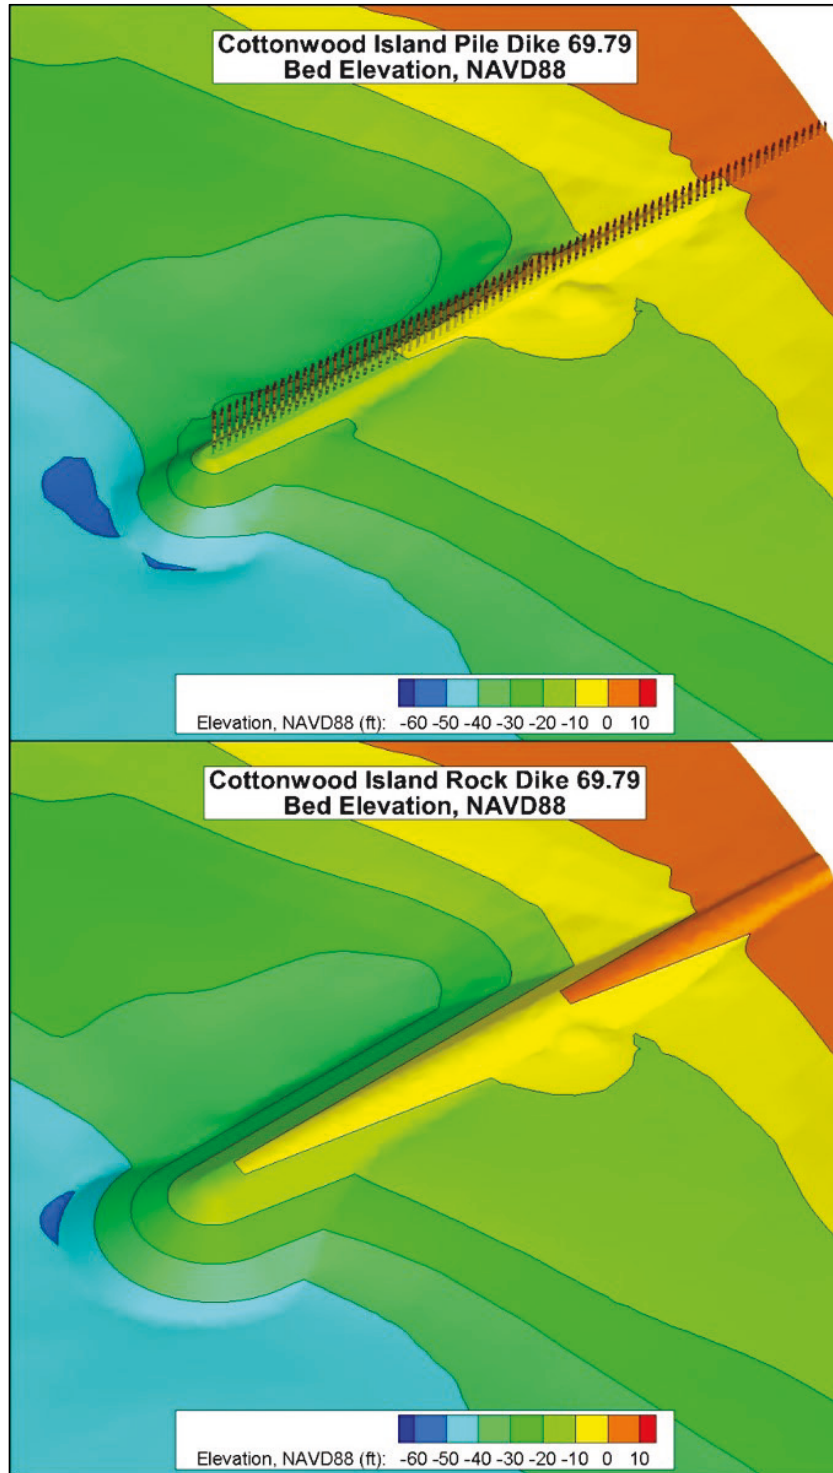 Cottonwood Island Pile Dike 69.79
Bed Elevation, NAVD88
Elevation, NAVD88 (ft): -60 -50 -40 -30 -20 -10 0 10
Cottonwood Island Rock Dike 69.79
Bed Elevation, NAVD88
Elevation, NAVD88 (ft): -60 -50 -40 -30 -20 -10 0 10